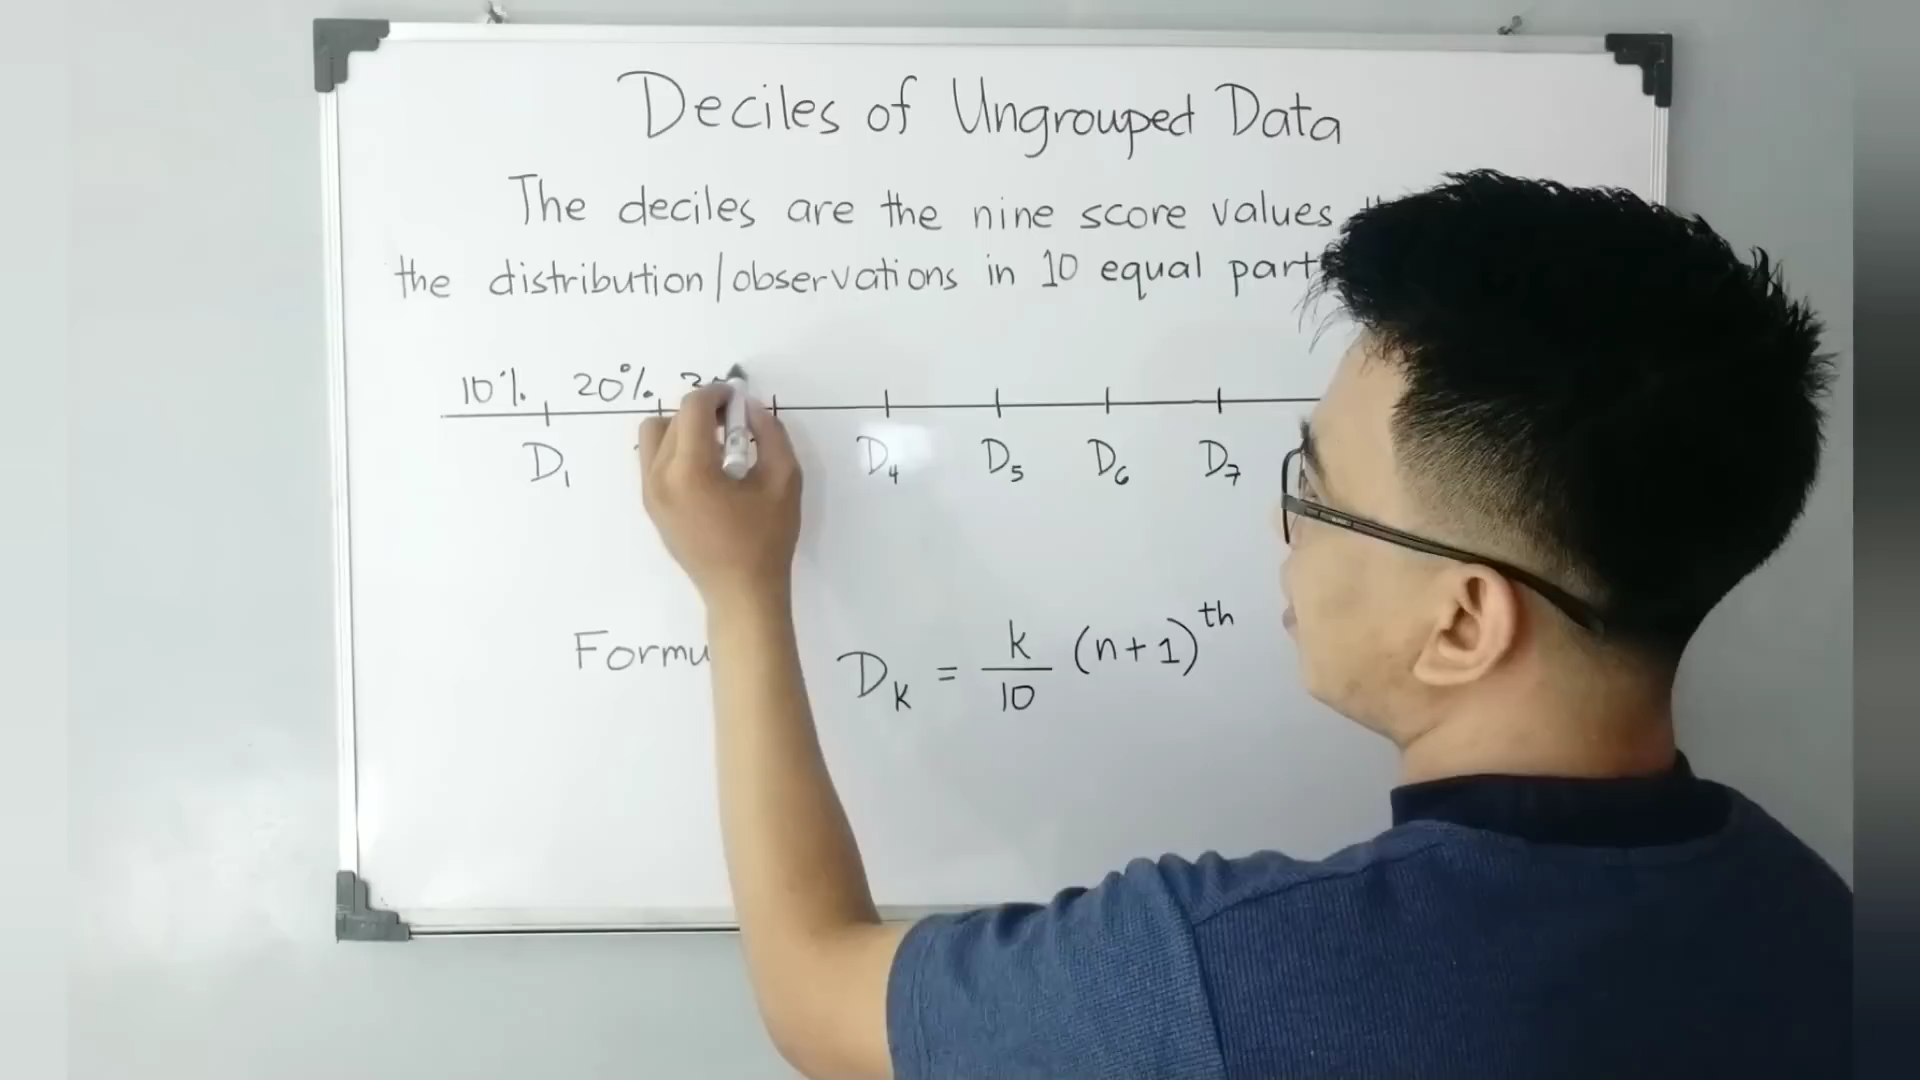 Deciles of Ungrouped Data
The deciles are the nine score values
the distribution/observations in 10 equal part
10% 20%
D₁ D₄ D₅ D₆ D₇
Formu
Dₖ = k/10 (n+1)ᵗʰ